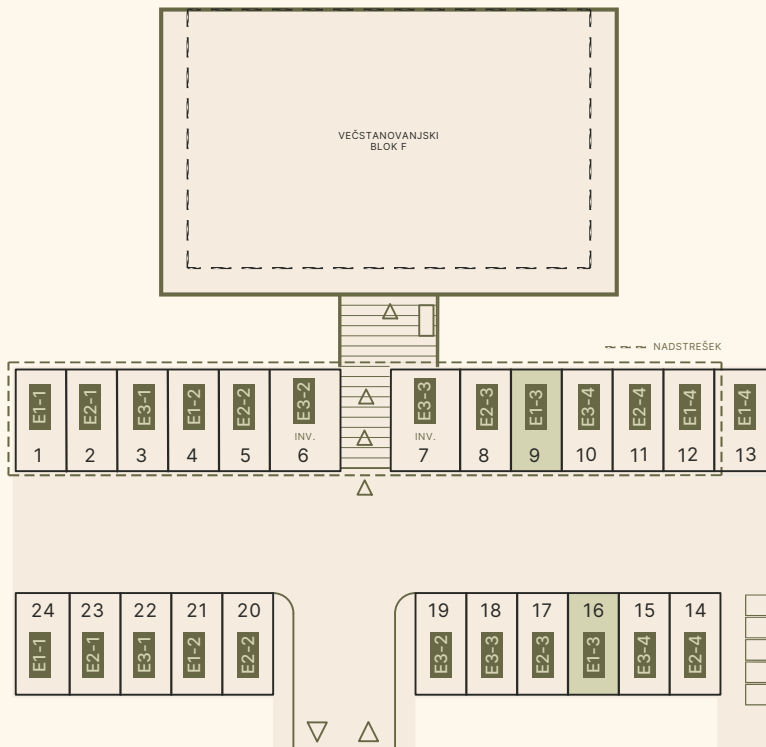 VEČSTANOVANJSKI
BLOK F
NADSTREŠEK
E1-1 E2-1 E3-1 E1-2 E2-2 E3-2 E3-3 E2-3 E1-3 E3-4 E2-4 E1-4 E1-4
INV. INV.
1 2 3 4 5 6 7 8 9 10 11 12 13
24 23 22 21 20 19 18 17 16 15 14
E1-1 E2-1 E3-1 E1-2 E2-2 E3-2 E3-3 E2-3 E1-3 E3-4 E2-4